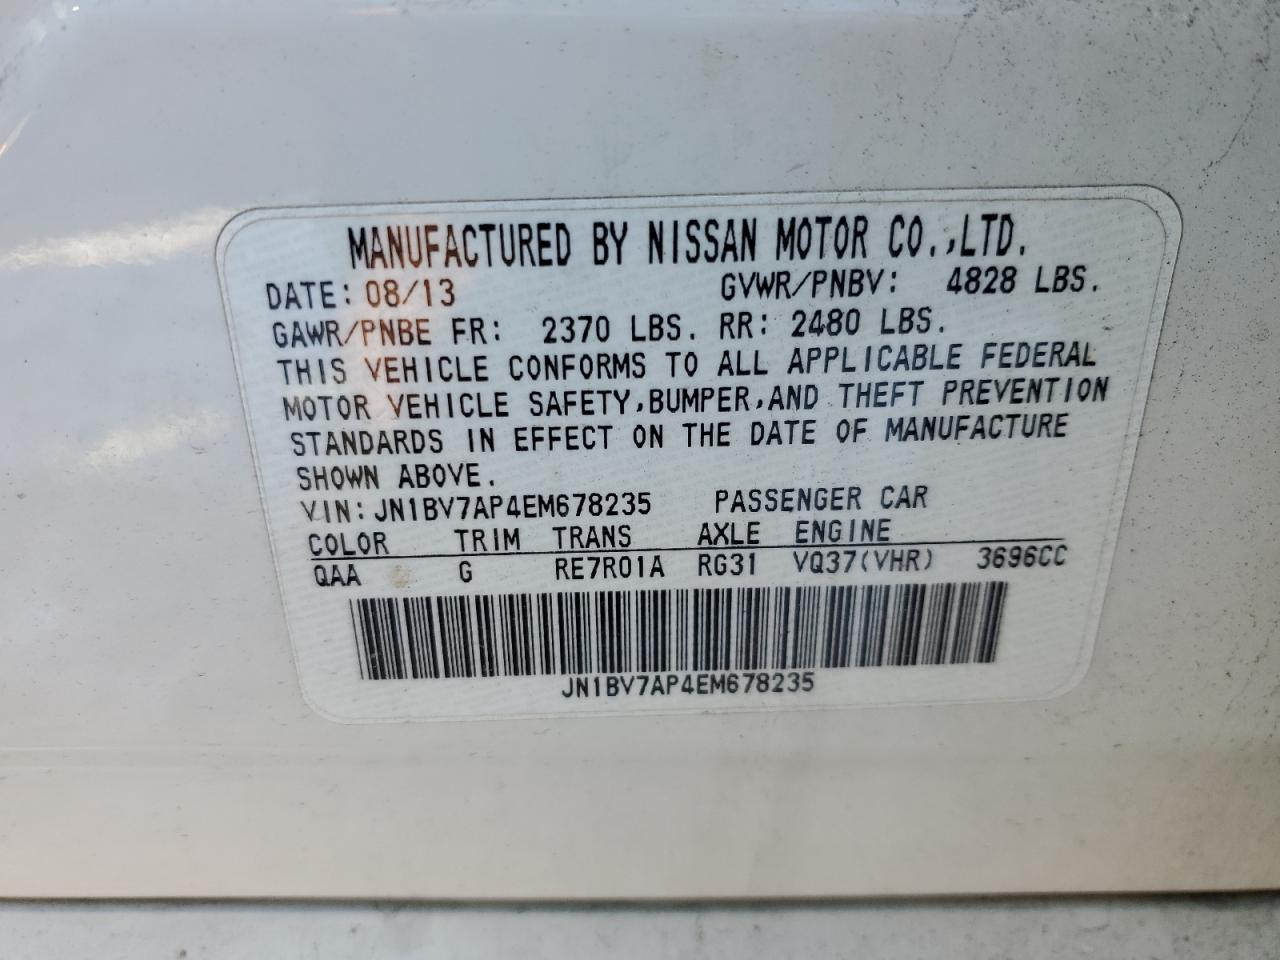 MANUFACTURED BY NISSAN MOTOR CO.,LTD.
DATE: 08/13 GVWR/PNBV: 4828 LBS.
GAWR/PNBE FR: 2370 LBS. RR: 2480 LBS.
THIS VEHICLE CONFORMS TO ALL APPLICABLE FEDERAL
MOTOR VEHICLE SAFETY,BUMPER,AND THEFT PREVENTION
STANDARDS IN EFFECT ON THE DATE OF MANUFACTURE
SHOWN ABOVE.
VIN: JN1BV7AP4EM678235 PASSENGER CAR
COLOR TRIM TRANS AXLE ENGINE
QAA G RE7R01A RG31 VQ37(VHR) 3696CC
JN1BV7AP4EM678235